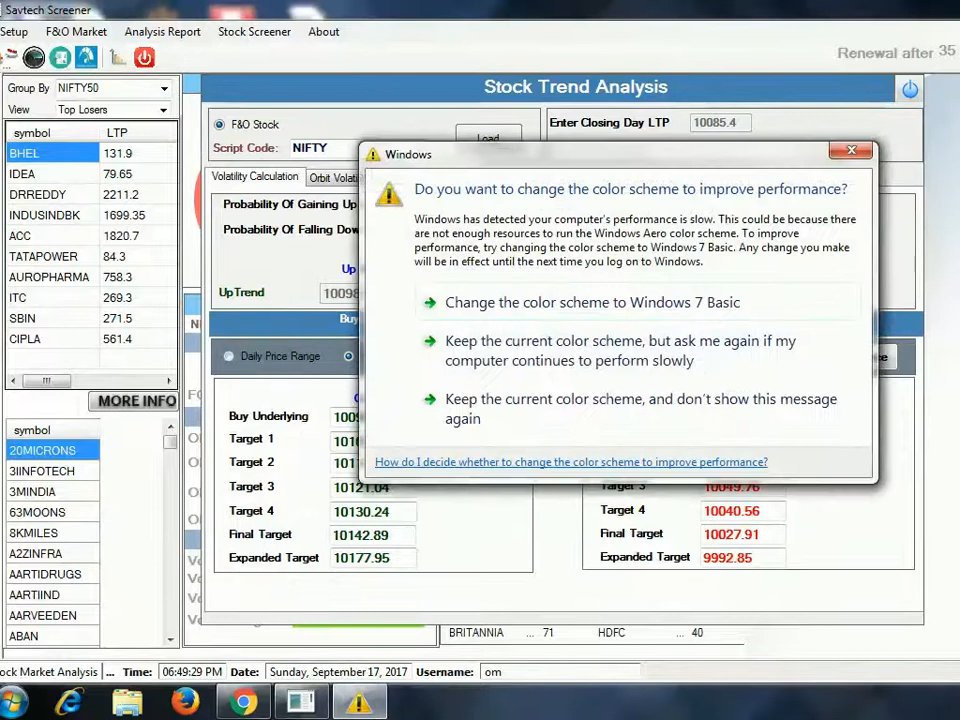 Savtech Screener
Setup F&O Market Analysis Report Stock Screener About
Renewal after 35
Group By NIFTY50
View Top Losers
symbol LTP
BHEL 131.9
IDEA 79.65
DRREDDY 2211.2
INDUSINDBK 1699.35
ACC 1820.7
TATAPOWER 84.3
AUROPHARMA 758.3
ITC 269.3
SBIN 271.5
CIPLA 561.4
MORE INFO
symbol
20MICRONS
3IINFOTECH
3MINDIA
63MOONS
8KMILES
A2ZINFRA
AARTIDRUGS
AARTIIND
AARVEEDEN
ABAN
Stock Trend Analysis
F&O Stock
Script Code: NIFTY
Load
Enter Closing Day LTP 10085.4
Volatility Calculation Orbit Volati
Probability Of Gaining Up
Probability Of Falling Down
Up
UpTrend 10098
Buy
Daily Price Range
Buy Underlying 1009
Target 1 1010
Target 2 1011
Target 3 10121.04
Target 4 10130.24
Final Target 10142.89
Expanded Target 10177.95
Target 3 10049.76
Target 4 10040.56
Final Target 10027.91
Expanded Target 9992.85
Windows
Do you want to change the color scheme to improve performance?
Windows has detected your computer's performance is slow. This could be because there
are not enough resources to run the Windows Aero color scheme. To improve
performance, try changing the color scheme to Windows 7 Basic. Any change you make
will be in effect until the next time you log on to Windows.
Change the color scheme to Windows 7 Basic
Keep the current color scheme, but ask me again if my
computer continues to perform slowly
Keep the current color scheme, and don't show this message
again
How do I decide whether to change the color scheme to improve performance?
BRITANNIA ... 71 HDFC ... 40
ock Market Analysis ... Time: 06:49:29 PM Date: Sunday, September 17, 2017 Username: om